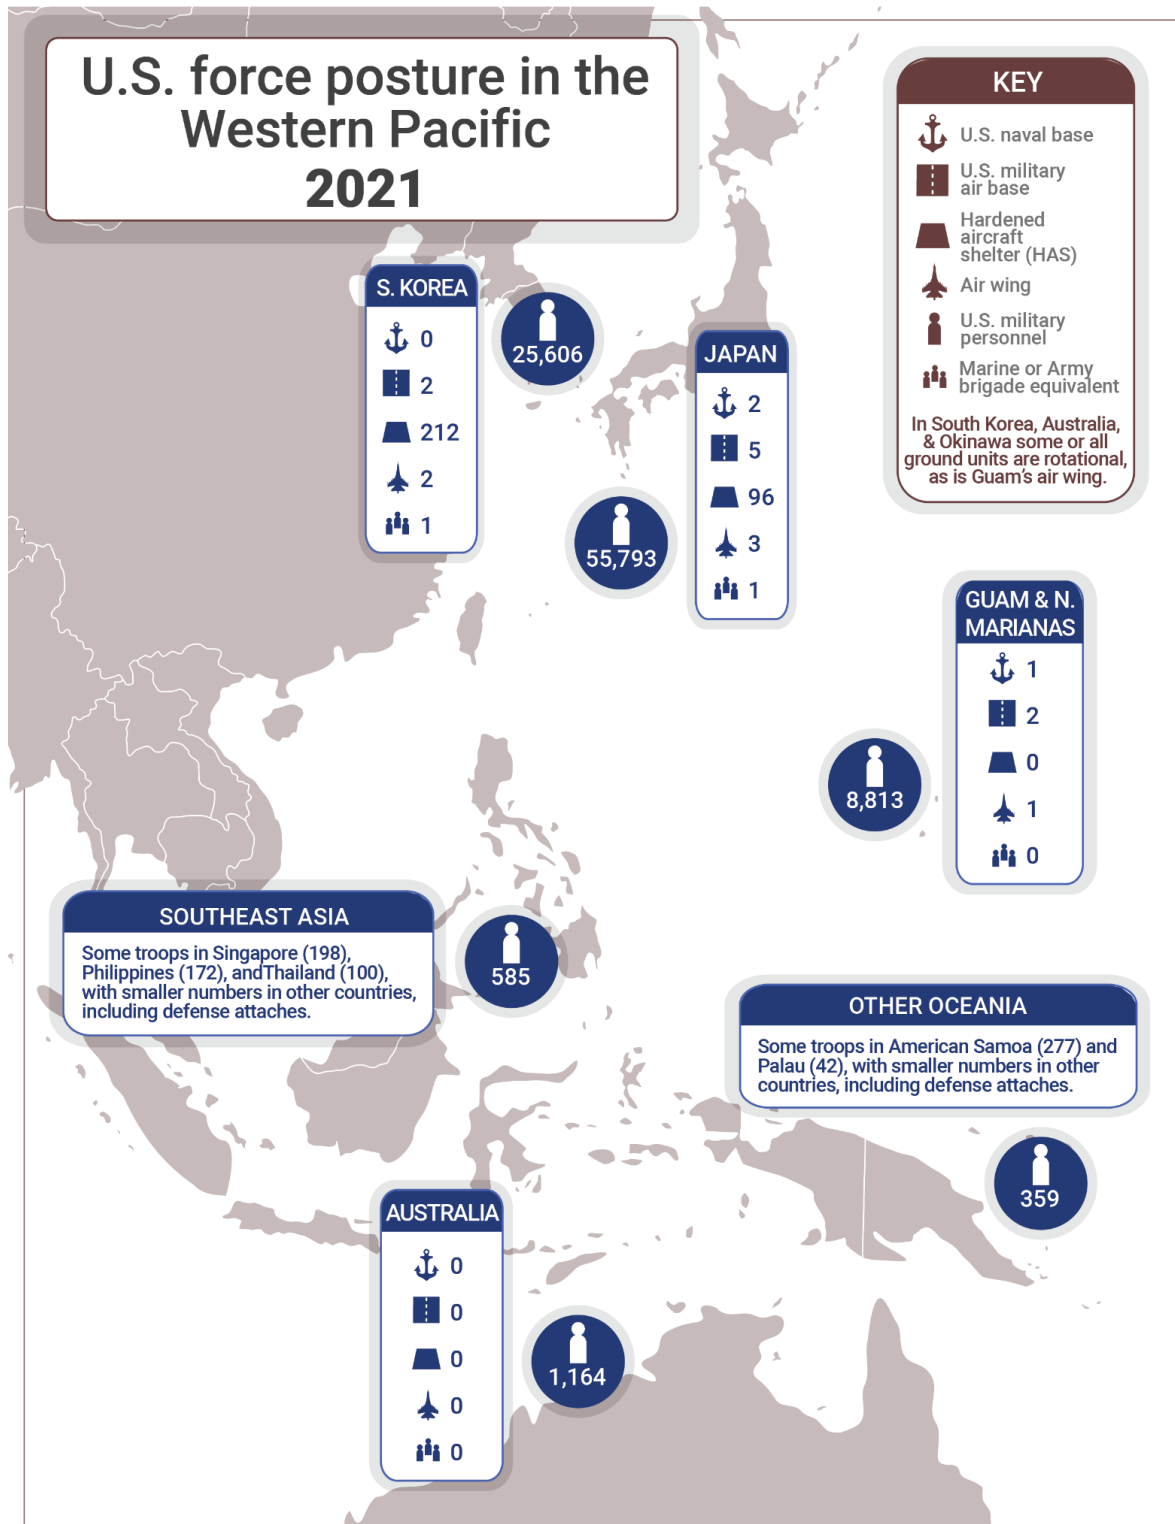 U.S. force posture in the
Western Pacific
2021
KEY
U.S. naval base
U.S. military
air base
Hardened
aircraft
shelter (HAS)
Air wing
U.S. military
personnel
Marine or Army
brigade equivalent
In South Korea, Australia,
& Okinawa some or all
ground units are rotational,
as is Guam's air wing.
S. KOREA
0
2
212
2
1
25,606
JAPAN
2
5
96
3
1
55,793
GUAM & N.
MARIANAS
1
2
0
1
0
8,813
SOUTHEAST ASIA
Some troops in Singapore (198),
Philippines (172), andThailand (100),
with smaller numbers in other countries,
including defense attaches.
585
OTHER OCEANIA
Some troops in American Samoa (277) and
Palau (42), with smaller numbers in other
countries, including defense attaches.
359
AUSTRALIA
0
0
0
0
0
1,164